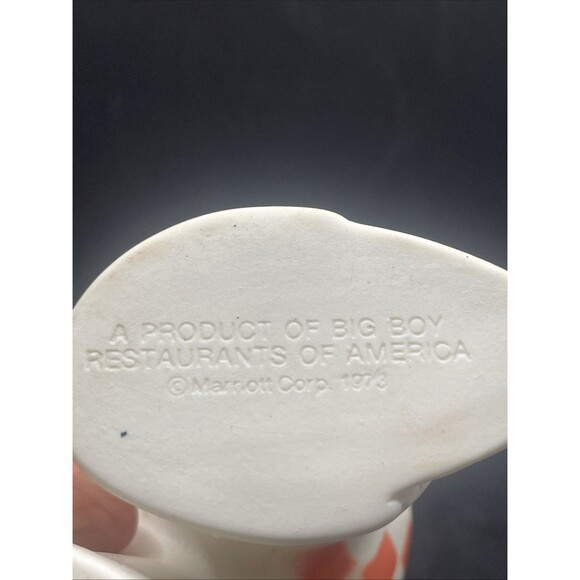 A PRODUCT OF BIG BOY
RESTAURANTS OF AMERICA
© Marriott Corp. 1973